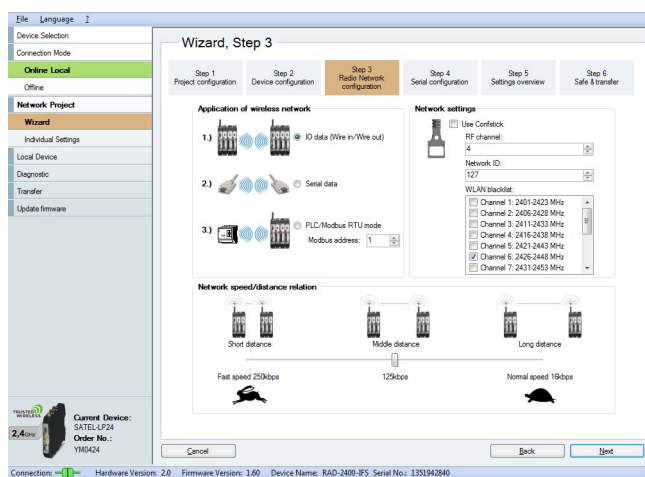 File Language ?
Device Selection
Connection Mode
Online Local
Offline
Network Project
Wizard
Individual Settings
Local Device
Diagnostic
Transfer
Update firmware
Wizard, Step 3
Step 1
Project configuration
Step 2
Device configuration
Step 3
Radio Network
configuration
Step 4
Serial configuration
Step 5
Settings overview
Step 6
Safe & transfer
Application of wireless network
1.) IO data (Wire in/Wire out)
2.) Serial data
3.) PLC/Modbus RTU mode
Modbus address: 1
Network settings
Use Confstick
RF channel:
4
Network ID:
127
WLAN blacklist:
Channel 1: 2401-2423 MHz
Channel 2: 2406-2428 MHz
Channel 3: 2411-2433 MHz
Channel 4: 2416-2438 MHz
Channel 5: 2421-2443 MHz
Channel 6: 2426-2448 MHz
Channel 7: 2431-2453 MHz
Network speed/distance relation
Short distance Middle distance Long distance
Fast speed 250kbps 125kbps Normal speed 16kbps
TRUSTED
WIRELESS
2,4GHz
Current Device:
SATEL-LP24
Order No.:
YM0424
Cancel Back Next
Connection: Hardware Version: 2.0 Firmware Version: 1.60 Device Name: RAD-2400-IFS Serial No.: 1351942840